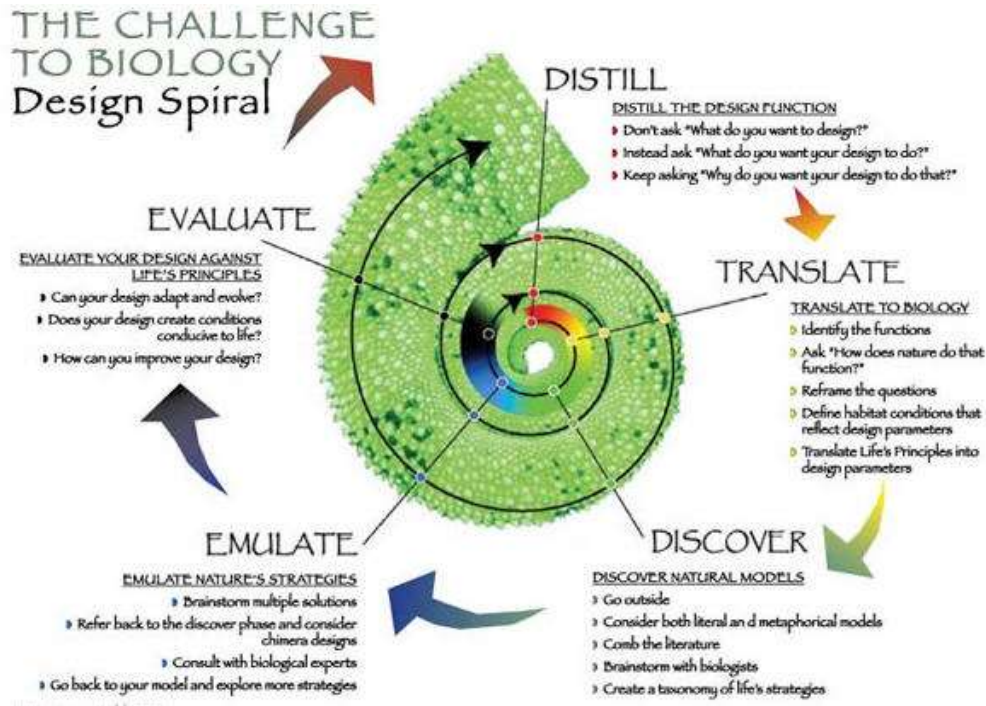 THE CHALLENGE
TO BIOLOGY
Design Spiral
DISTILL
DISTILL THE DESIGN FUNCTION
Don't ask "What do you want to design?"
Instead ask "What do you want your design to do?"
Keep asking "Why do you want your design to do that?"
TRANSLATE
TRANSLATE TO BIOLOGY
Identify the functions
Ask "How does nature do that
function?"
Reframe the questions
Define habitat conditions that
reflect design parameters
Translate Life's Principles into
design parameters
DISCOVER
DISCOVER NATURAL MODELS
Go outside
Consider both literal an d metaphorical models
Comb the literature
Brainstorm with biologists
Create a taxonomy of life's strategies
EMULATE
EMULATE NATURE'S STRATEGIES
Brainstorm multiple solutions
Refer back to the discover phase and consider
chimera designs
Consult with biological experts
Go back to your model and explore more strategies
EVALUATE
EVALUATE YOUR DESIGN AGAINST
LIFE'S PRINCIPLES
Can your design adapt and evolve?
Does your design create conditions
conducive to life?
How can you improve your design?